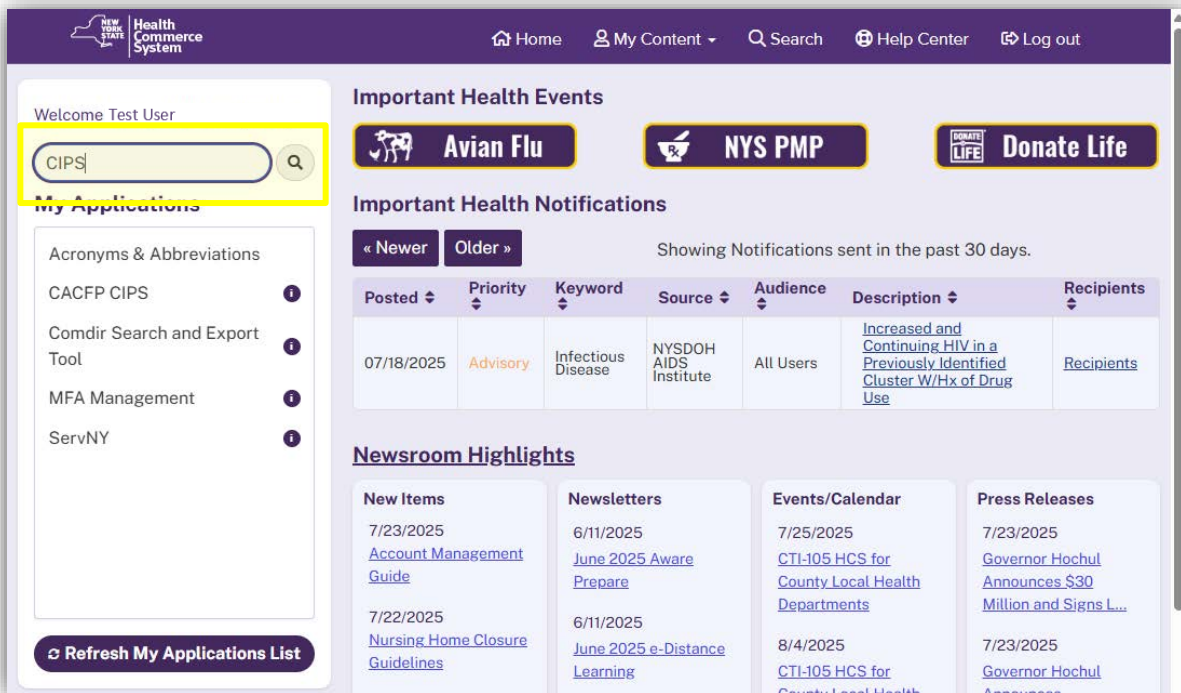 NEW YORK STATE
Health Commerce System
Home
My Content
Search
Help Center
Log out
Welcome Test User
CIPS
My Applications
Acronyms & Abbreviations
CACFP CIPS
Comdir Search and Export
Tool
MFA Management
ServNY
Refresh My Applications List
Important Health Events
Avian Flu
NYS PMP
DONATE LIFE
Donate Life
Important Health Notifications
« Newer
Older »
Showing Notifications sent in the past 30 days.
Posted
Priority
Keyword
Source
Audience
Description
Recipients
07/18/2025
Advisory
Infectious
Disease
NYSDOH
AIDS
Institute
All Users
Increased and
Continuing HIV in a
Previously Identified
Cluster W/Hx of Drug
Use
Recipients
Newsroom Highlights
New Items
7/23/2025
Account Management
Guide
7/22/2025
Nursing Home Closure
Guidelines
Newsletters
6/11/2025
June 2025 Aware
Prepare
6/11/2025
June 2025 e-Distance
Learning
Events/Calendar
7/25/2025
CTI-105 HCS for
County Local Health
Departments
8/4/2025
CTI-105 HCS for
County Local Health
Press Releases
7/23/2025
Governor Hochul
Announces $30
Million and Signs L...
7/23/2025
Governor Hochul
Announces